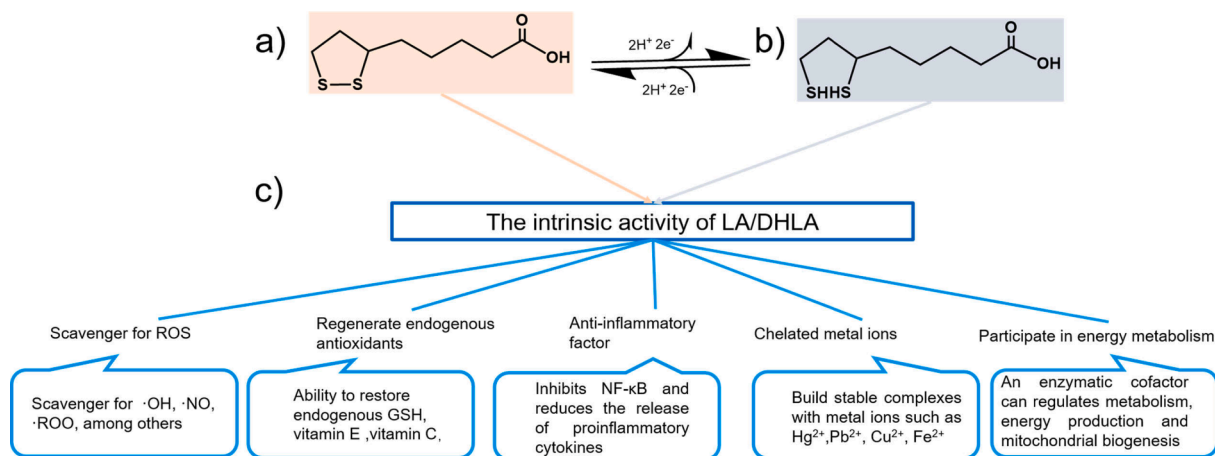 a)
O
OH
S
S
2H⁺ 2e⁻
2H⁺ 2e⁻
b)
O
OH
SHHS
c)
The intrinsic activity of LA/DHLA
Scavenger for ROS
Scavenger for ·OH, ·NO,
·ROO, among others
Regenerate endogenous
antioxidants
Ability to restore
endogenous GSH,
vitamin E ,vitamin C,
Anti-inflammatory
factor
Inhibits NF-κB and
reduces the release
of proinflammatory
cytokines
Chelated metal ions
Build stable complexes
with metal ions such as
Hg²⁺,Pb²⁺, Cu²⁺, Fe²⁺
Participate in energy metabolism
An enzymatic cofactor
can regulates metabolism,
energy production and
mitochondrial biogenesis